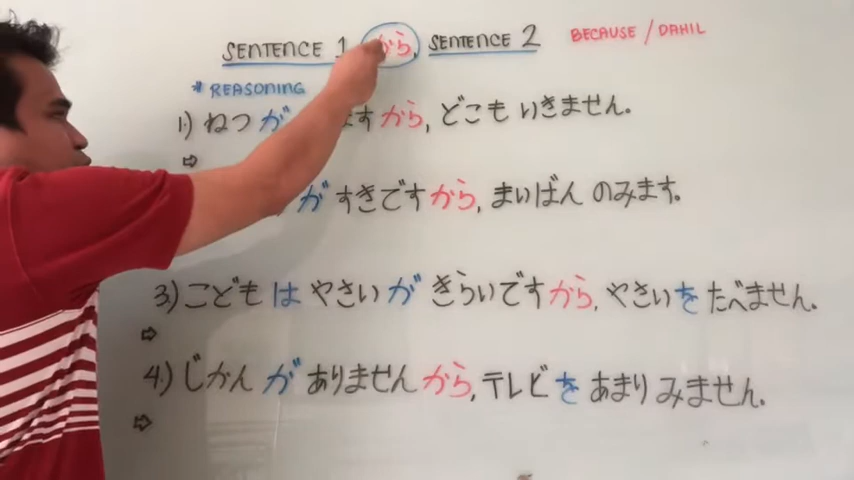 SENTENCE 1 から, SENTENCE 2 BECAUSE / DAHIL
* REASONING
1.) ねつ が ますから, どこも いきません。
⇨
が すきですから, まいばん のみます。
3.) こども は やさい が きらいですから, やさい を たべません.
⇨
4.) じかん が ありません から, テレビ を あまり みません.
⇨